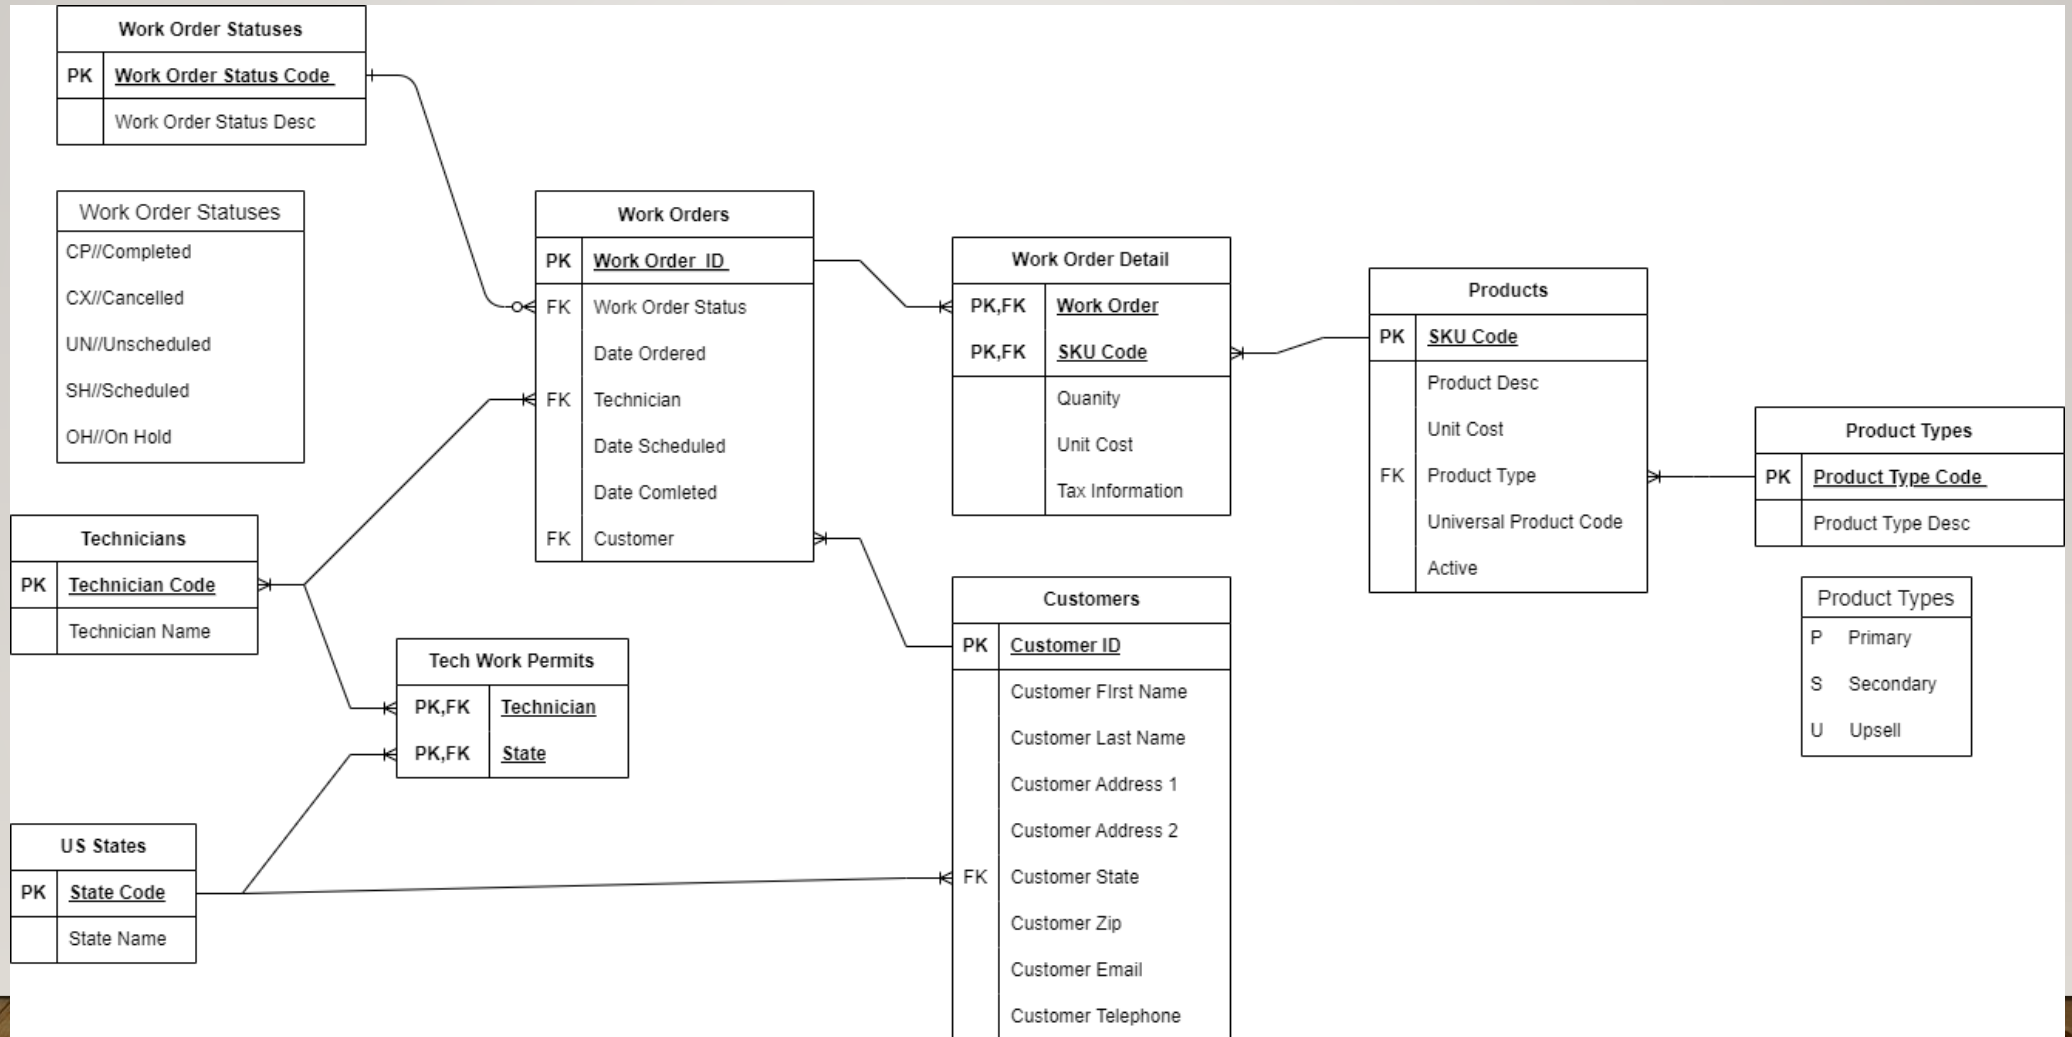 Work Order Statuses
PK Work Order Status Code
Work Order Status Desc
Work Order Statuses
CP//Completed
CX//Cancelled
UN//Unscheduled
SH//Scheduled
OH//On Hold
Work Orders
PK Work Order ID
FK Work Order Status
Date Ordered
FK Technician
Date Scheduled
Date Comleted
FK Customer
Work Order Detail
PK,FK Work Order
PK,FK SKU Code
Quanity
Unit Cost
Tax Information
Products
PK SKU Code
Product Desc
Unit Cost
FK Product Type
Universal Product Code
Active
Product Types
PK Product Type Code
Product Type Desc
Product Types
P Primary
S Secondary
U Upsell
Technicians
PK Technician Code
Technician Name
Tech Work Permits
PK,FK Technician
PK,FK State
US States
PK State Code
State Name
Customers
PK Customer ID
Customer FIrst Name
Customer Last Name
Customer Address 1
Customer Address 2
FK Customer State
Customer Zip
Customer Email
Customer Telephone